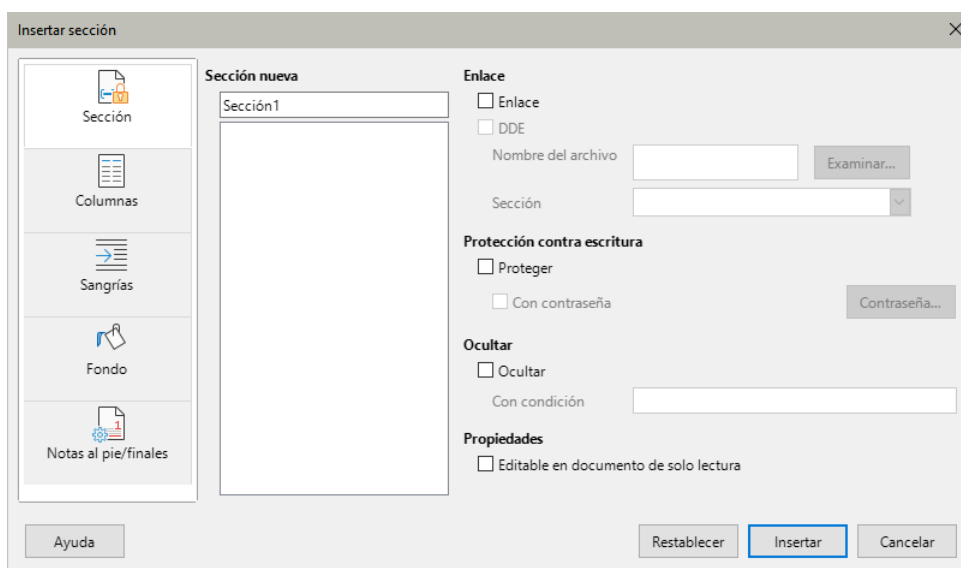 Insertar sección
Sección
Columnas
Sangrías
Fondo
1
Notas al pie/finales
Sección nueva
Sección1
Enlace
Enlace
DDE
Nombre del archivo
Examinar...
Sección
Protección contra escritura
Proteger
Con contraseña
Contraseña...
Ocultar
Ocultar
Con condición
Propiedades
Editable en documento de solo lectura
Ayuda
Restablecer
Insertar
Cancelar